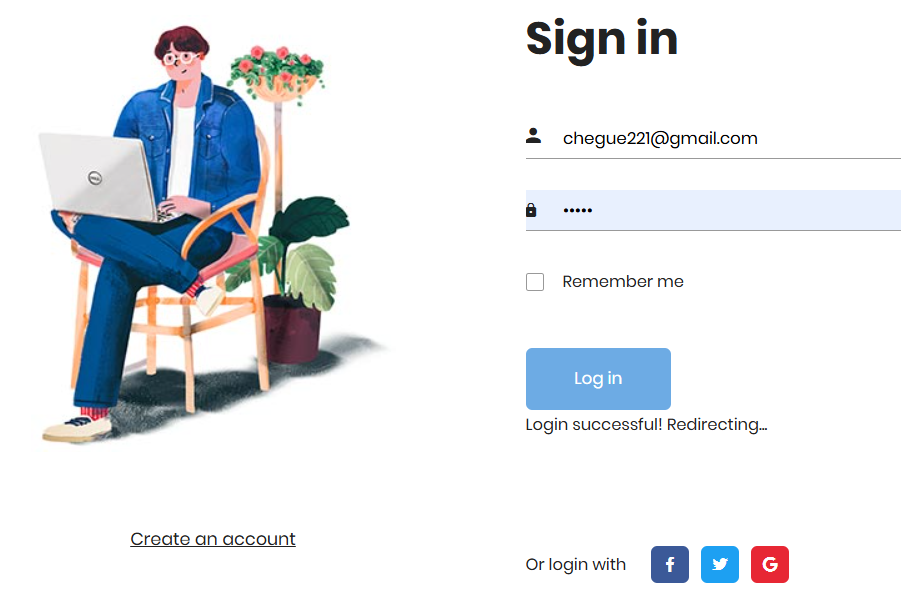 Sign in
chegue221@gmail.com
•••••
Remember me
Log in
Login successful! Redirecting...
Create an account
Or login with